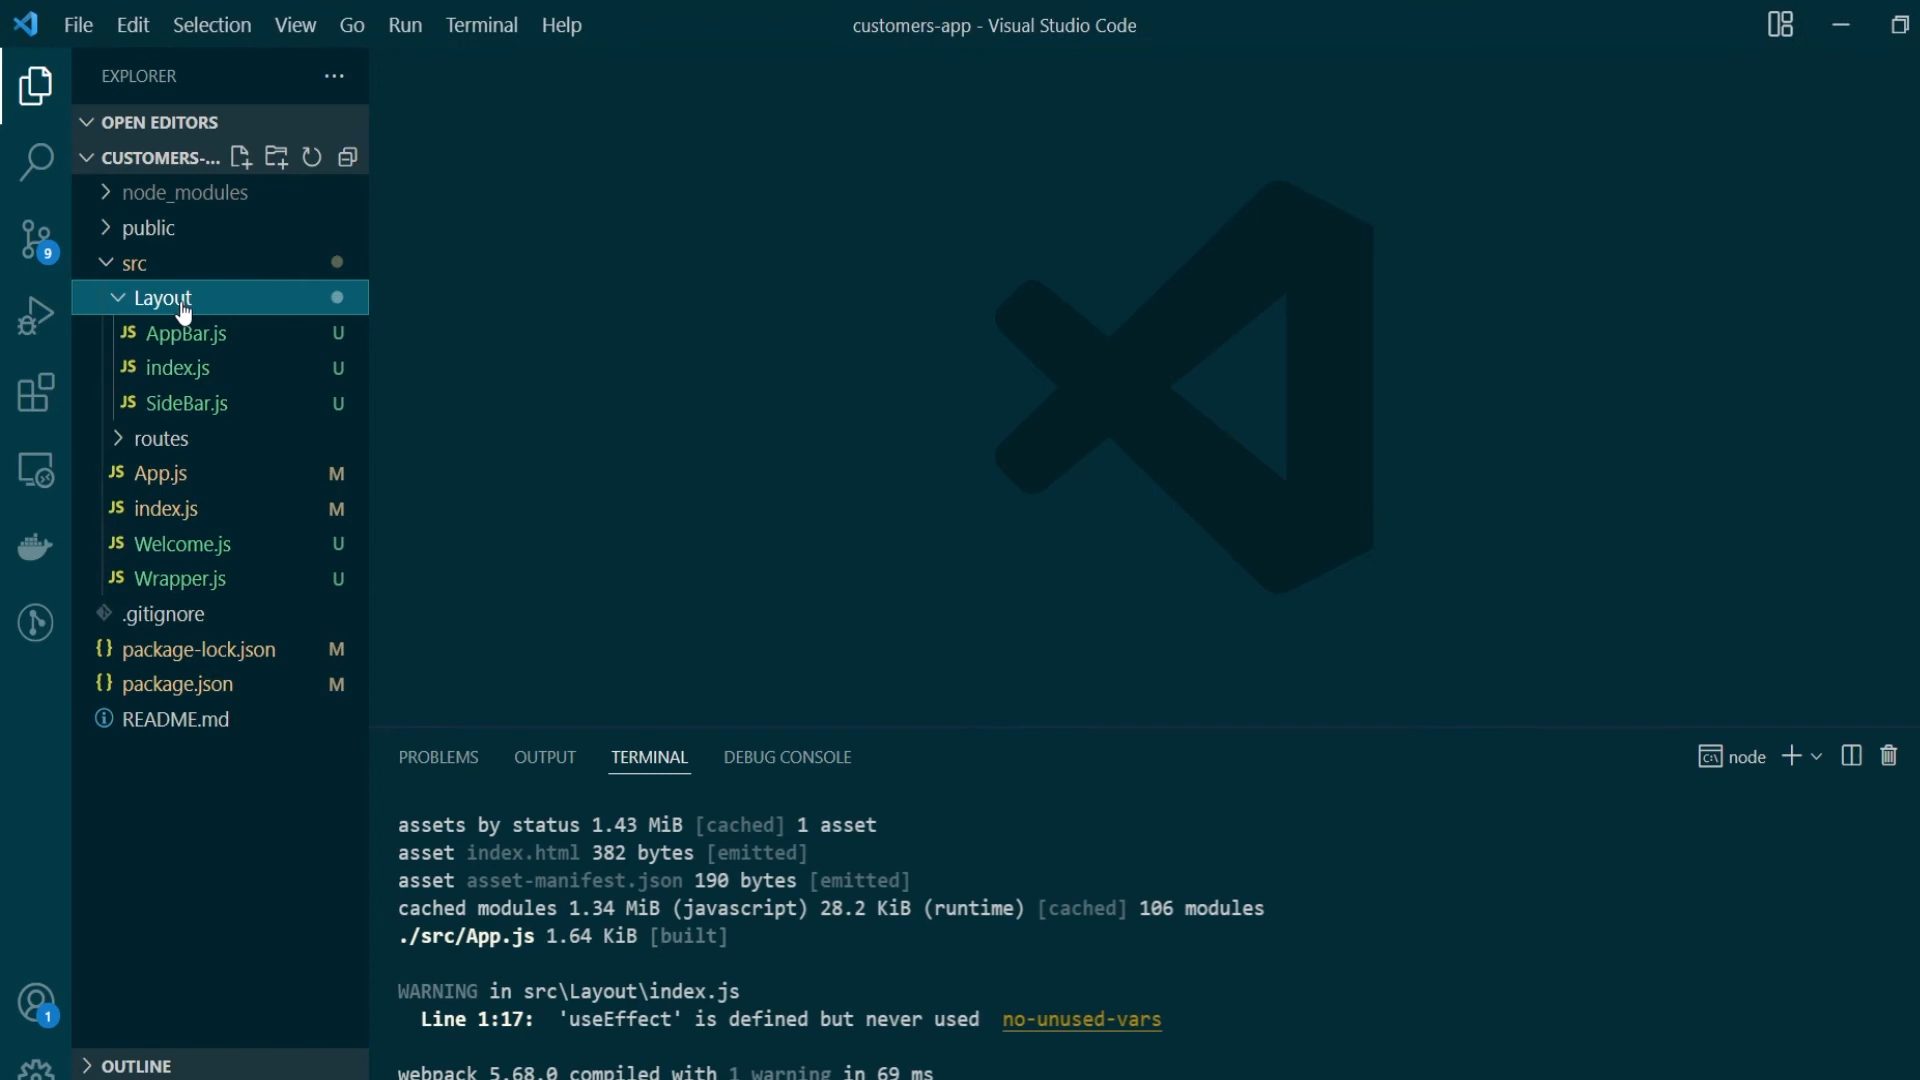 File Edit Selection View Go Run Terminal Help
customers-app - Visual Studio Code
EXPLORER
OPEN EDITORS
CUSTOMERS-...
node_modules
public
src
Layout
JS AppBar.js U
JS index.js U
JS SideBar.js U
routes
JS App.js M
JS index.js M
JS Welcome.js U
JS Wrapper.js U
.gitignore
{} package-lock.json M
{} package.json M
README.md
9
1
OUTLINE
PROBLEMS OUTPUT TERMINAL DEBUG CONSOLE
node
assets by status 1.43 MiB [cached] 1 asset
asset index.html 382 bytes [emitted]
asset asset-manifest.json 190 bytes [emitted]
cached modules 1.34 MiB (javascript) 28.2 KiB (runtime) [cached] 106 modules
./src/App.js 1.64 KiB [built]
WARNING in src\Layout\index.js
Line 1:17: 'useEffect' is defined but never used no-unused-vars
webpack 5.68.0 compiled with 1 warning in 69 ms